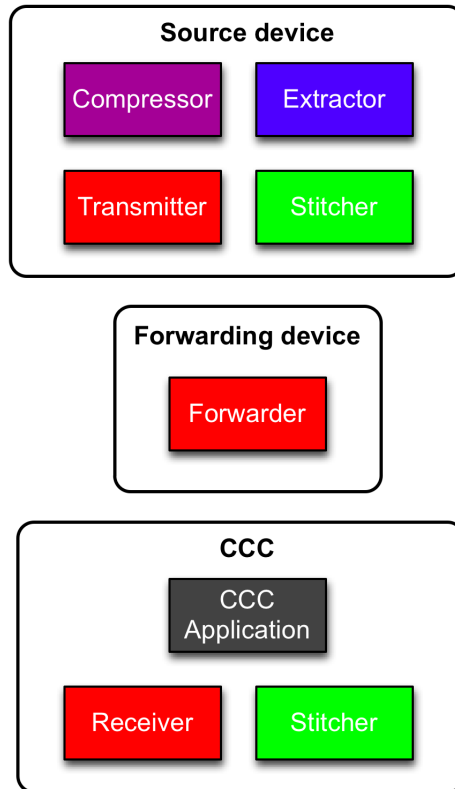 Source device
Compressor
Extractor
Transmitter
Stitcher
Forwarding device
Forwarder
CCC
CCC
Application
Receiver
Stitcher